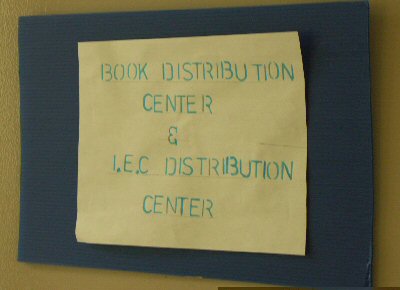 BOOK DISTRIBUTION
CENTER
&
I.E.C DISTRIBUTION
CENTER